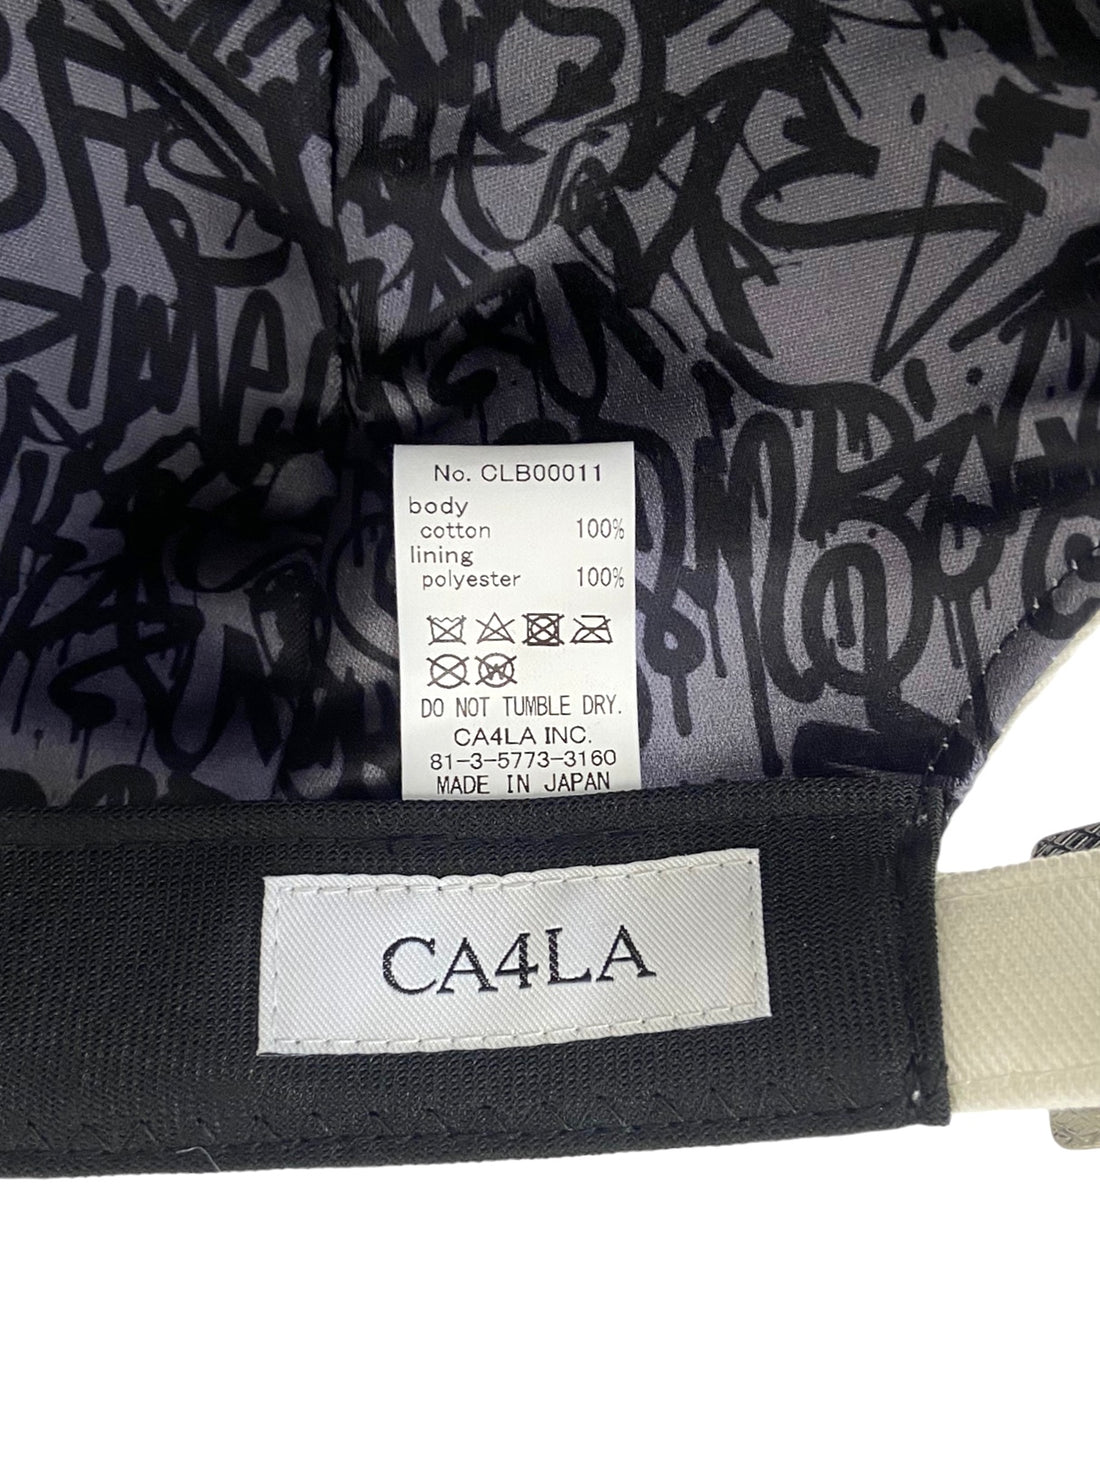 No. CLB00011
body
cotton 100%
lining
polyester 100%
DO NOT TUMBLE DRY.
CA4LA INC.
81-3-5773-3160
MADE IN JAPAN
CA4LA